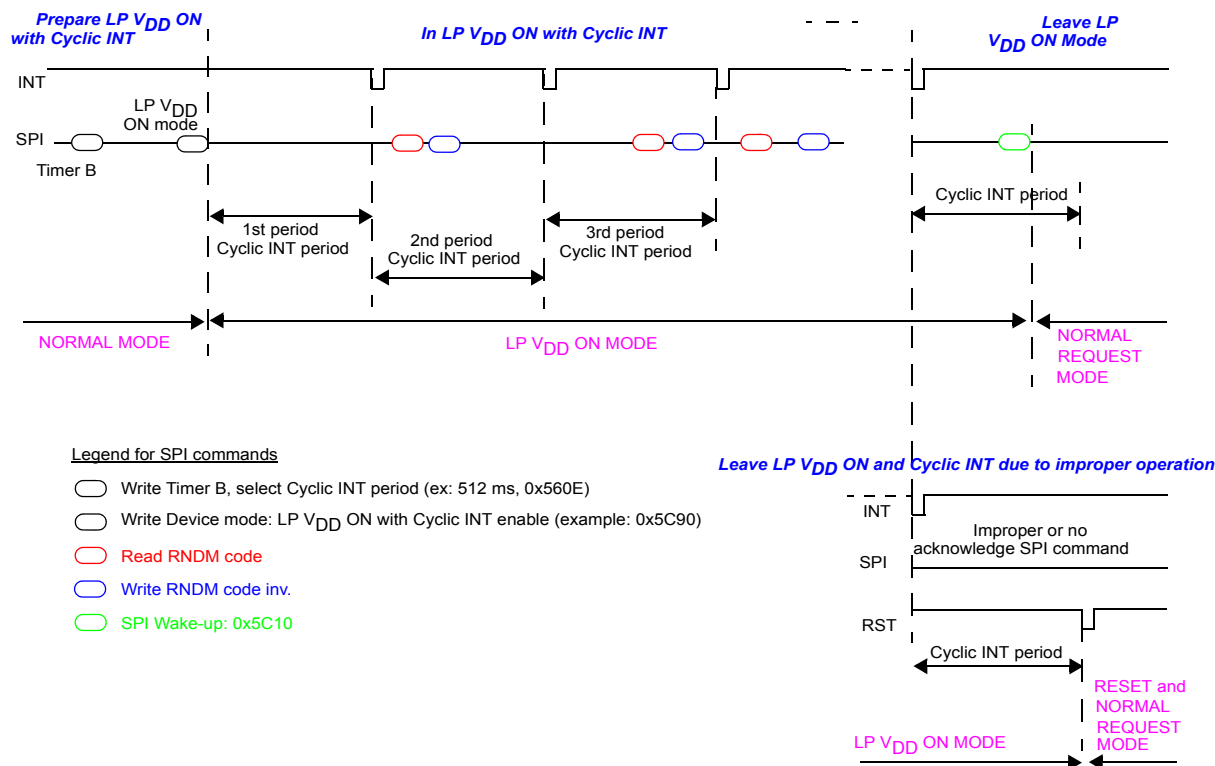 Prepare LP VDD ON
with Cyclic INT
In LP VDD ON with Cyclic INT
Leave LP
VDD ON Mode
INT
LP VDD
ON mode
SPI
Timer B
1st period
Cyclic INT period
2nd period
Cyclic INT period
3rd period
Cyclic INT period
Cyclic INT period
NORMAL MODE
LP VDD ON MODE
NORMAL
REQUEST
MODE
Legend for SPI commands
Write Timer B, select Cyclic INT period (ex: 512 ms, 0x560E)
Write Device mode: LP VDD ON with Cyclic INT enable (example: 0x5C90)
Read RNDM code
Write RNDM code inv.
SPI Wake-up: 0x5C10
Leave LP VDD ON and Cyclic INT due to improper operation
INT
Improper or no
acknowledge SPI command
SPI
RST
Cyclic INT period
RESET and
NORMAL
REQUEST
MODE
LP VDD ON MODE